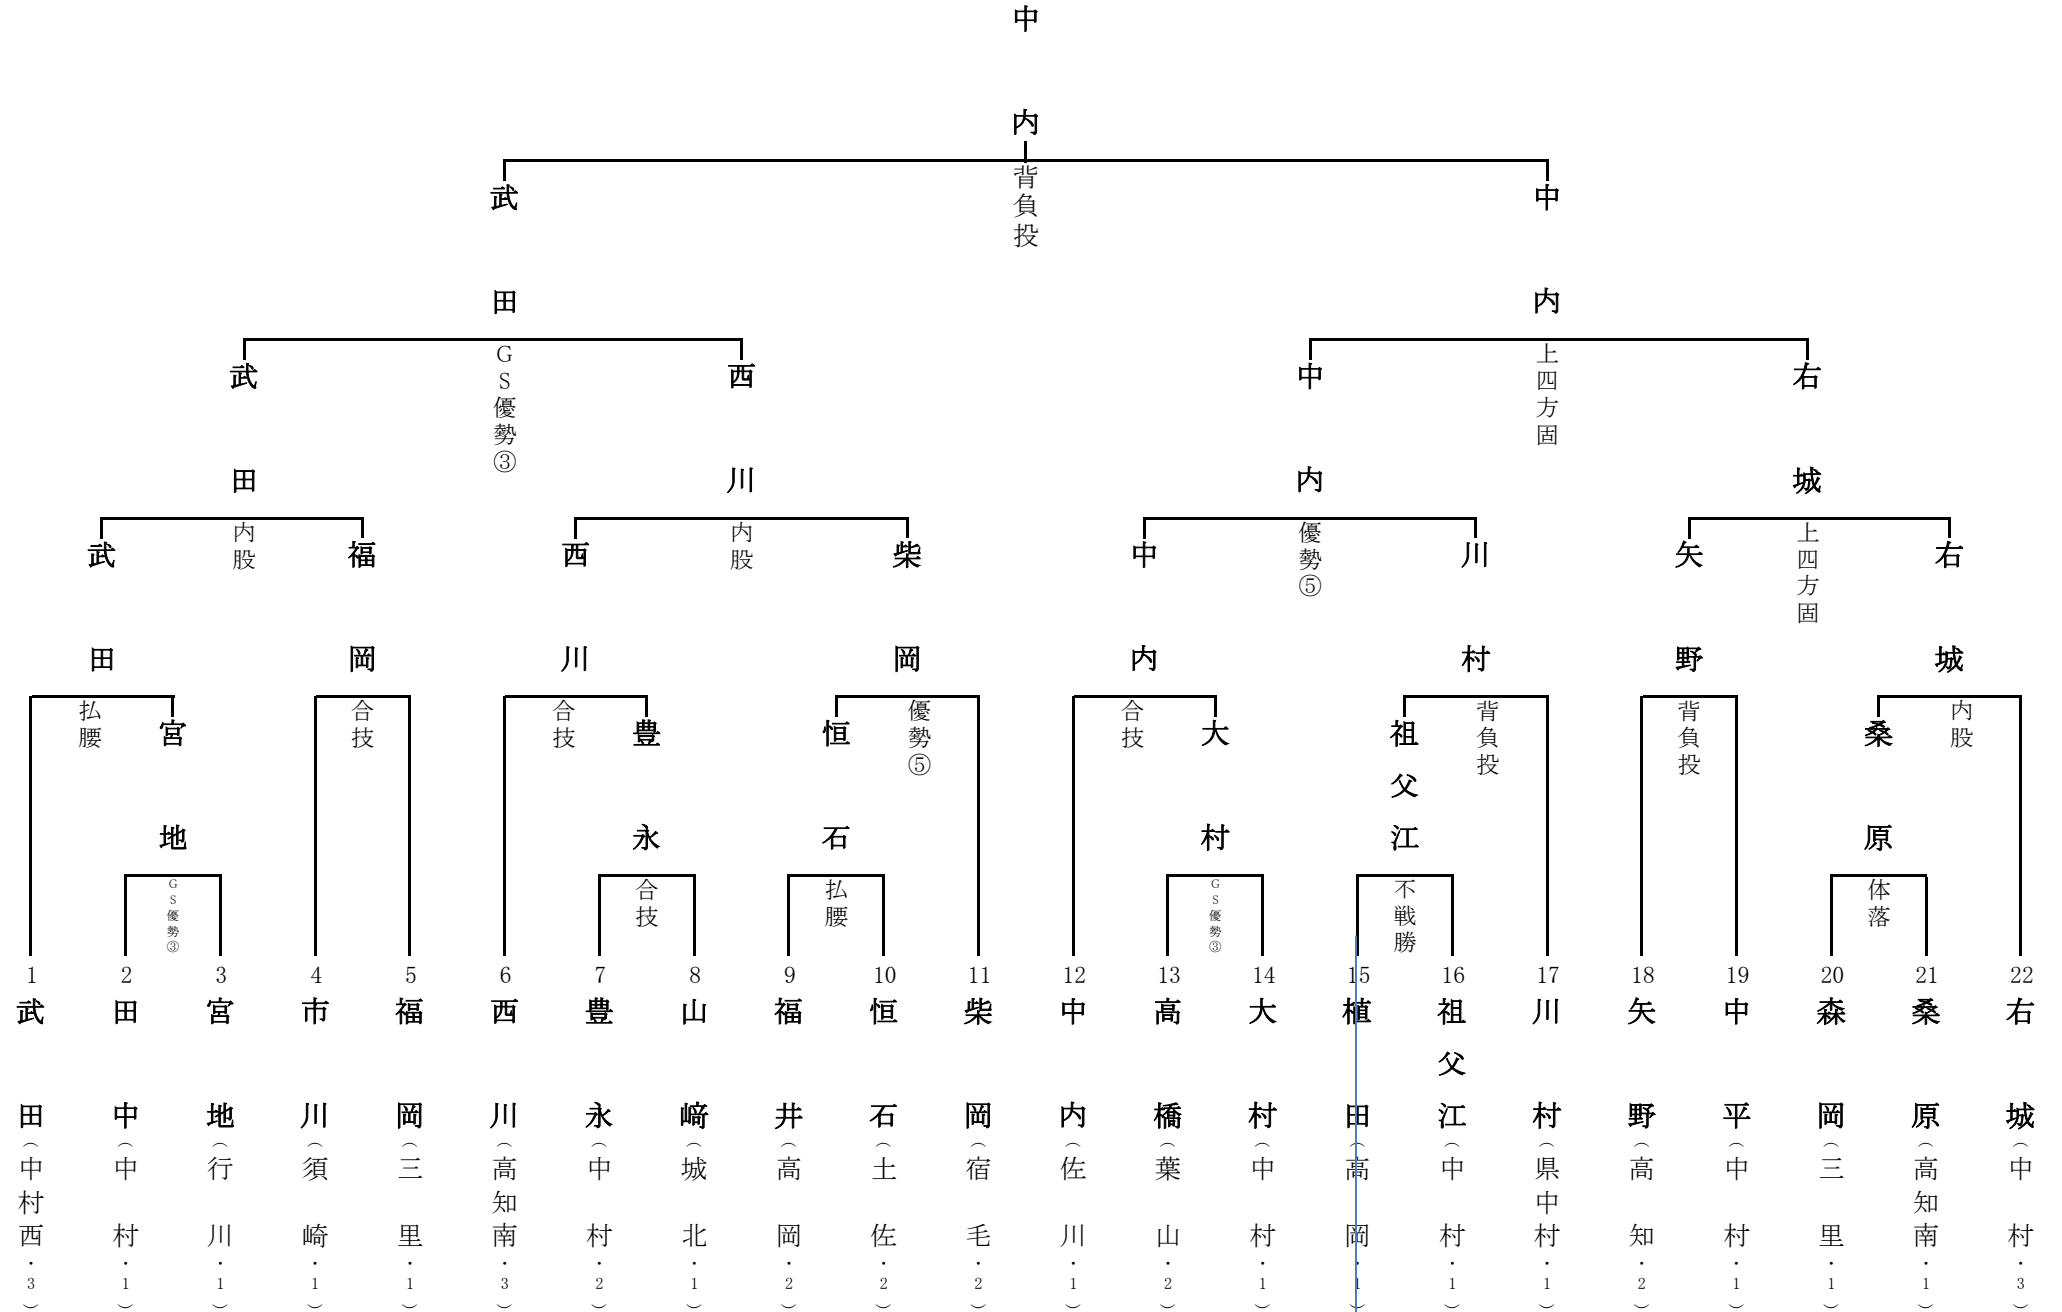 中内
背負投
武田
中内
GS優勢③
上四方固
武田
西川
中内
右城
内股
内股
優勢⑤
上四方固
武田
福岡
西川
柴岡
中内
川村
矢野
右城
払腰
合技
合技
優勢⑤
合技
背負投
背負投
内股
宮地
豊永
恒石
大村
祖父江
桑原
GS優勢③
合技
払腰
GS優勢③
不戦勝
体落
1 武田（中村西・3）
2 田中（中村・1）
3 宮地（行川・1）
4 市川（須崎・1）
5 福岡（三里・1）
6 西川（高知南・3）
7 豊永（中村・2）
8 山﨑（城北・1）
9 福井（高岡・2）
10 恒石（土佐・2）
11 柴岡（宿毛・2）
12 中内（佐川・1）
13 高橋（葉山・2）
14 大村（中村・1）
15 植田（高岡・1）
16 祖父江（中村・1）
17 川村（県中村・1）
18 矢野（高知・2）
19 中平（中村・1）
20 森岡（三里・1）
21 桑原（高知南・1）
22 右城（中村・3）